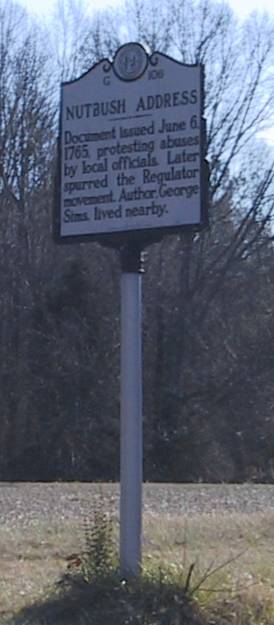 G 109
NUTBUSH ADDRESS
Document issued June 6,
1765, protesting abuses
by local officials. Later
spurred the Regulator
movement. Author, George
Sims, lived nearby.